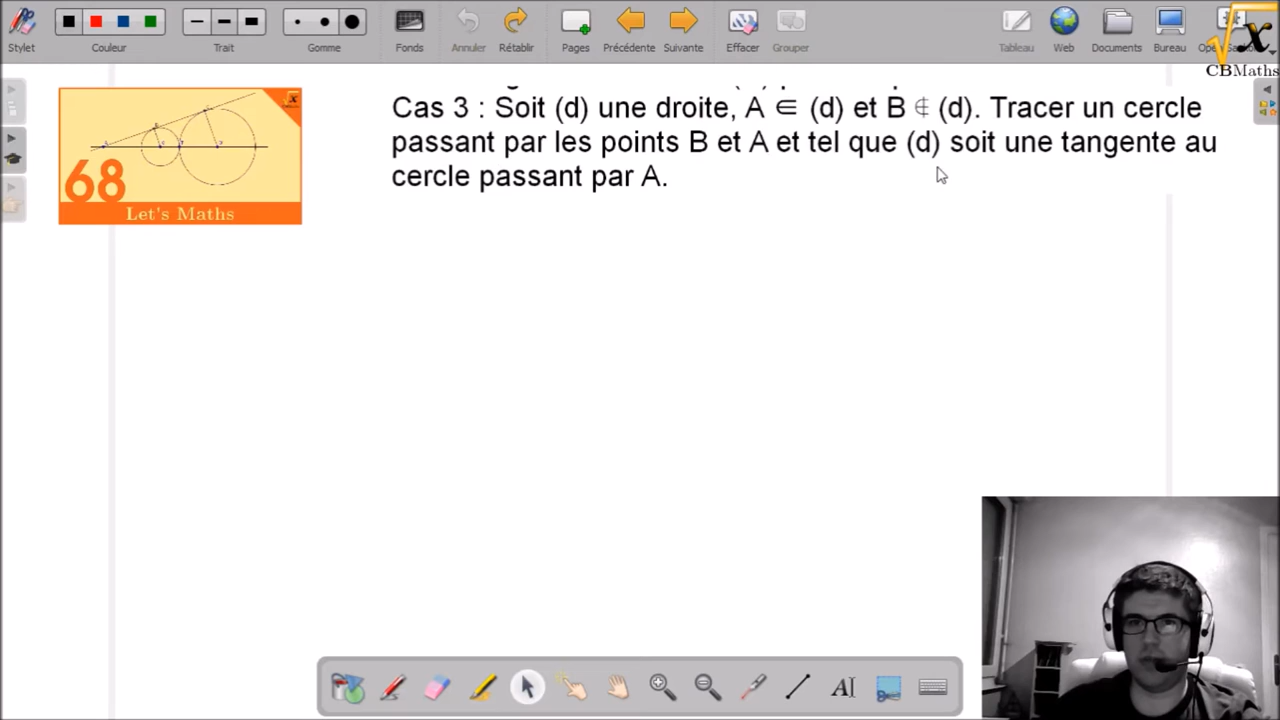 Stylet
Couleur
Trait
Gomme
Fonds
Annuler
Rétablir
Pages
Précédente
Suivante
Effacer
Grouper
Tableau
Web
Documents
Bureau
√x
CBMaths
Cas 3 : Soit (d) une droite, A ∈ (d) et B ∉ (d). Tracer un cercle
passant par les points B et A et tel que (d) soit une tangente au
cercle passant par A.
68
Let's Maths